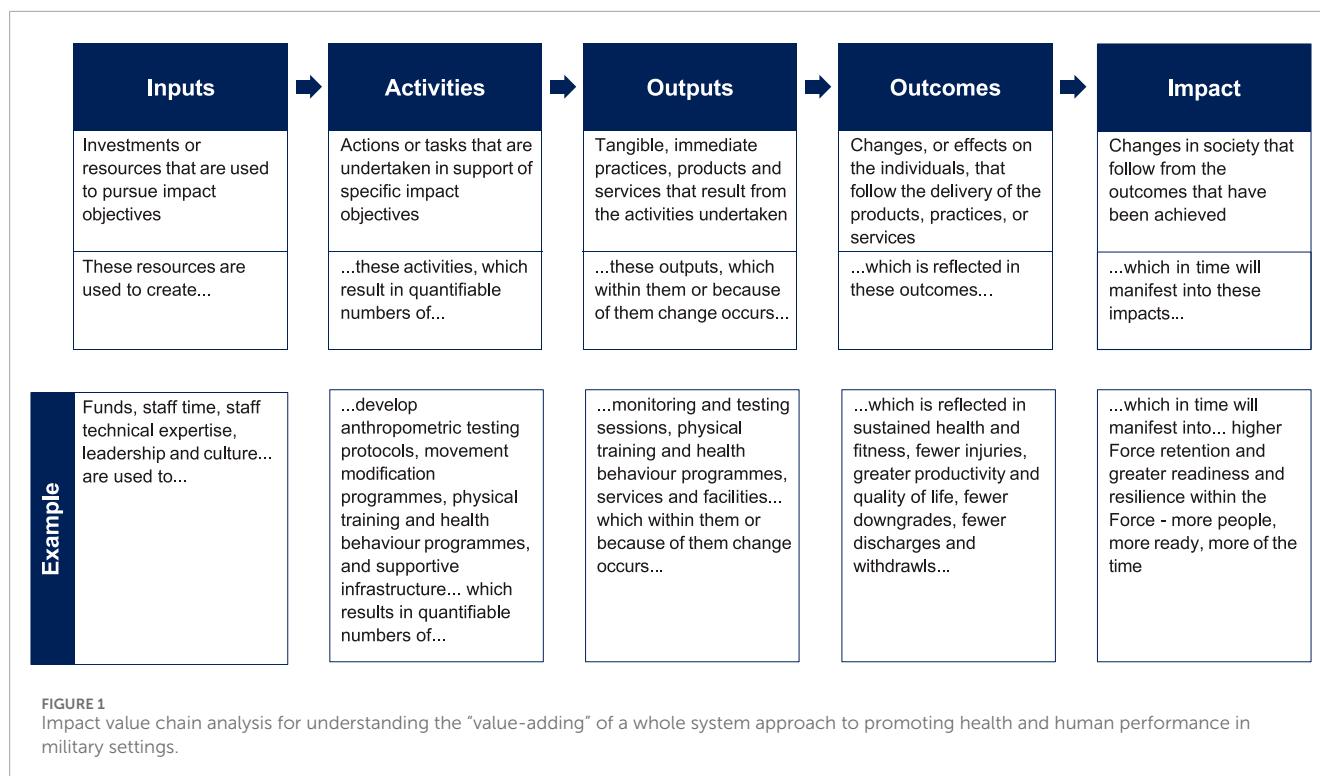 Inputs
Activities
Outputs
Outcomes
Impact
Investments or
resources that are used
to pursue impact
objectives
Actions or tasks that are
undertaken in support of
specific impact
objectives
Tangible, immediate
practices, products and
services that result from
the activities undertaken
Changes, or effects on
the individuals, that
follow the delivery of the
products, practices, or
services
Changes in society that
follow from the
outcomes that have
been achieved
These resources are
used to create...
...these activities, which
result in quantifiable
numbers of...
...these outputs, which
within them or because
of them change occurs...
...which is reflected in
these outcomes...
...which in time will
manifest into these
impacts...
Example
Funds, staff time, staff
technical expertise,
leadership and culture...
are used to...
...develop
anthropometric testing
protocols, movement
modification
programmes, physical
training and health
behaviour programmes,
and supportive
infrastructure... which
results in quantifiable
numbers of...
...monitoring and testing
sessions, physical
training and health
behaviour programmes,
services and facilities...
which within them or
because of them change
occurs...
...which is reflected in
sustained health and
fitness, fewer injuries,
greater productivity and
quality of life, fewer
downgrades, fewer
discharges and
withdrawls...
...which in time will
manifest into... higher
Force retention and
greater readiness and
resilience within the
Force - more people,
more ready, more of the
time
FIGURE 1
Impact value chain analysis for understanding the "value-adding" of a whole system approach to promoting health and human performance in
military settings.